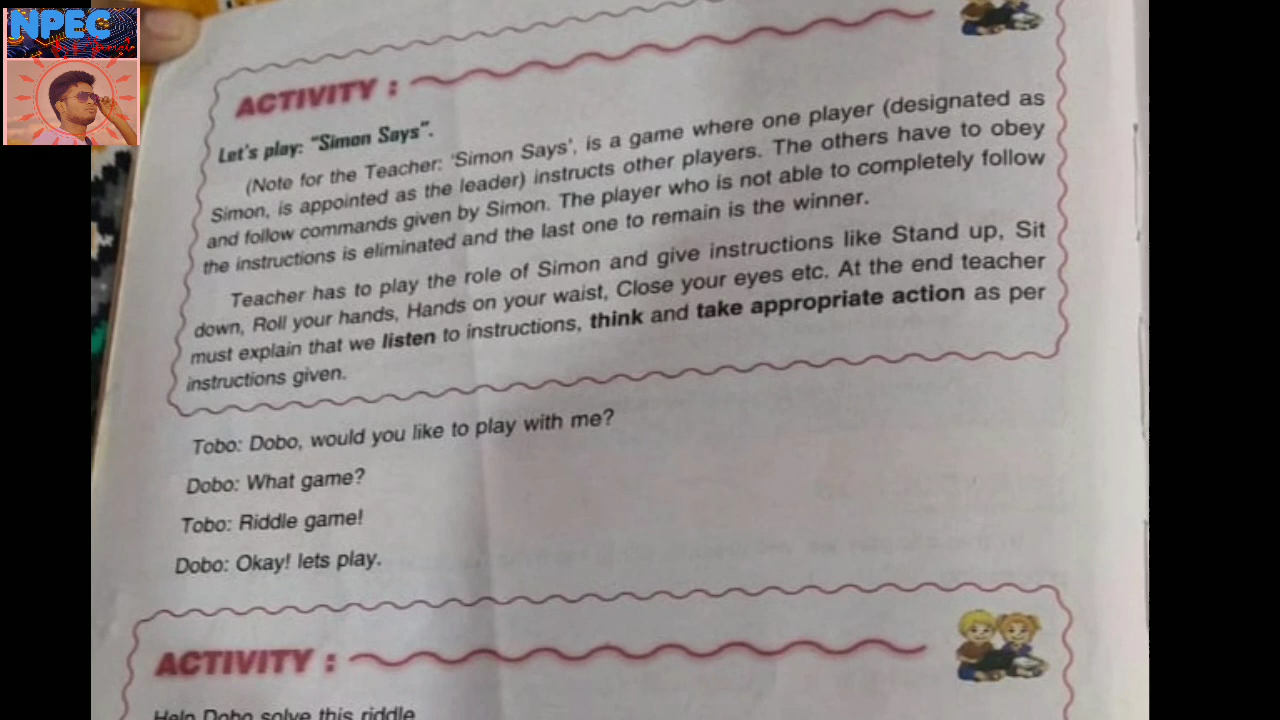 NPEC
ACTIVITY :
Let's play: "Simon Says".
(Note for the Teacher: 'Simon Says', is a game where one player (designated as
Simon, is appointed as the leader) instructs other players. The others have to obey
and follow commands given by Simon. The player who is not able to completely follow
the instructions is eliminated and the last one to remain is the winner.
Teacher has to play the role of Simon and give instructions like Stand up, Sit
down, Roll your hands, Hands on your waist, Close your eyes etc. At the end teacher
must explain that we listen to instructions, think and take appropriate action as per
instructions given.
Tobo: Dobo, would you like to play with me?
Dobo: What game?
Tobo: Riddle game!
Dobo: Okay! lets play.
ACTIVITY :
Help Dobo solve this riddle